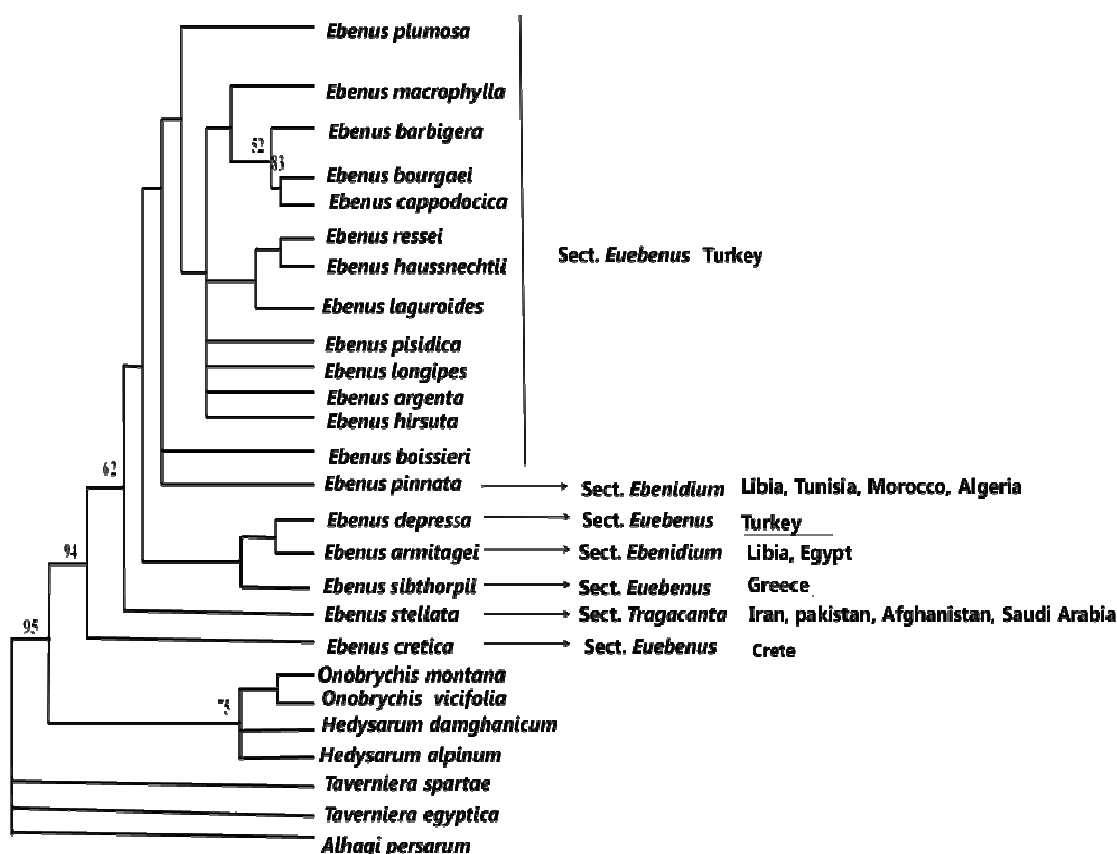 Ebenus plumosa
Ebenus macrophylla
Ebenus barbigera
52
83
Ebenus bourgaei
Ebenus cappodocica
Ebenus ressei
Ebenus haussnechtii
Sect. Euebenus Turkey
Ebenus laguroides
Ebenus pisidica
Ebenus longipes
Ebenus argenta
Ebenus hirsuta
Ebenus boissieri
62
Ebenus pinnata Sect. Ebenidium Libia, Tunisia, Morocco, Algeria
Ebenus depressa Sect. Euebenus Turkey
94
Ebenus armitagei Sect. Ebenidium Libia, Egypt
Ebenus sibthorpii Sect. Euebenus Greece
Ebenus stellata Sect. Tragacanta Iran, pakistan, Afghanistan, Saudi Arabia
95
Ebenus cretica Sect. Euebenus Crete
Onobrychis montana
75
Onobrychis vicifolia
Hedysarum damghanicum
Hedysarum alpinum
Taverniera spartae
Taverniera egyptica
Alhagi persarum